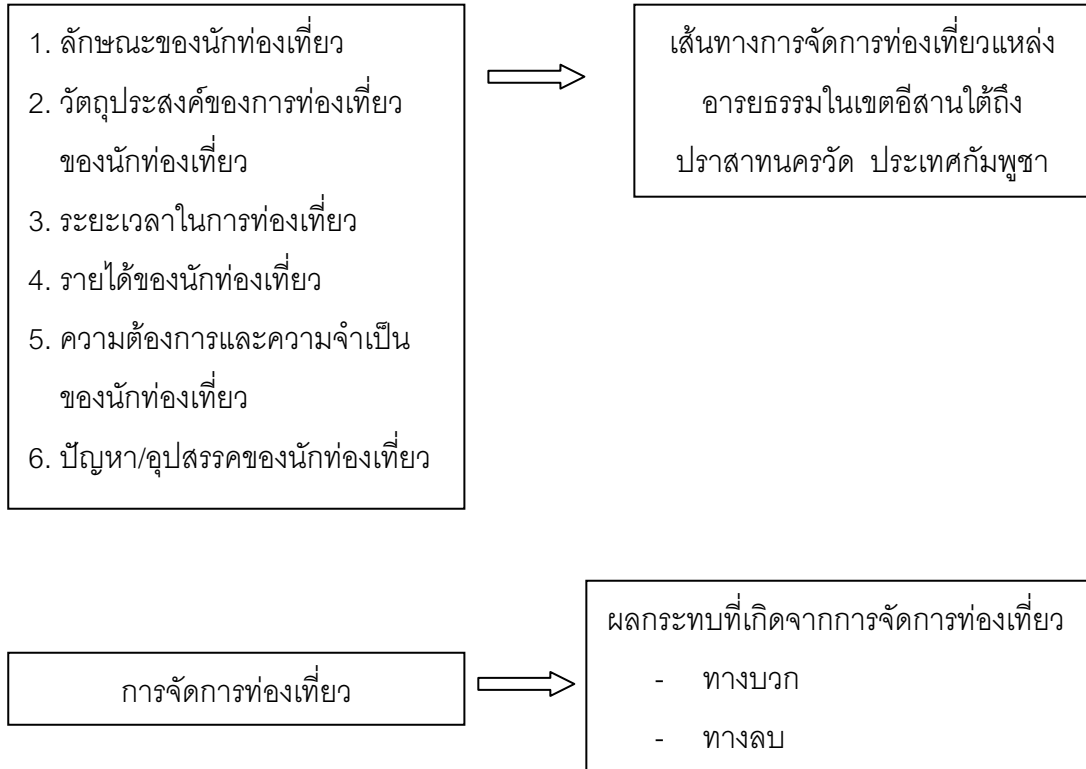 1. ลักษณะของนักท่องเที่ยว
2. วัตถุประสงค์ของการท่องเที่ยว
ของนักท่องเที่ยว
3. ระยะเวลาในการท่องเที่ยว
4. รายได้ของนักท่องเที่ยว
5. ความต้องการและความจำเป็น
ของนักท่องเที่ยว
6. ปัญหา/อุปสรรคของนักท่องเที่ยว
เส้นทางการจัดการท่องเที่ยวแหล่ง
อารยธรรมในเขตอีสานใต้ถึง
ปราสาทนครวัด ประเทศกัมพูชา
การจัดการท่องเที่ยว
ผลกระทบที่เกิดจากการจัดการท่องเที่ยว
- ทางบวก
- ทางลบ